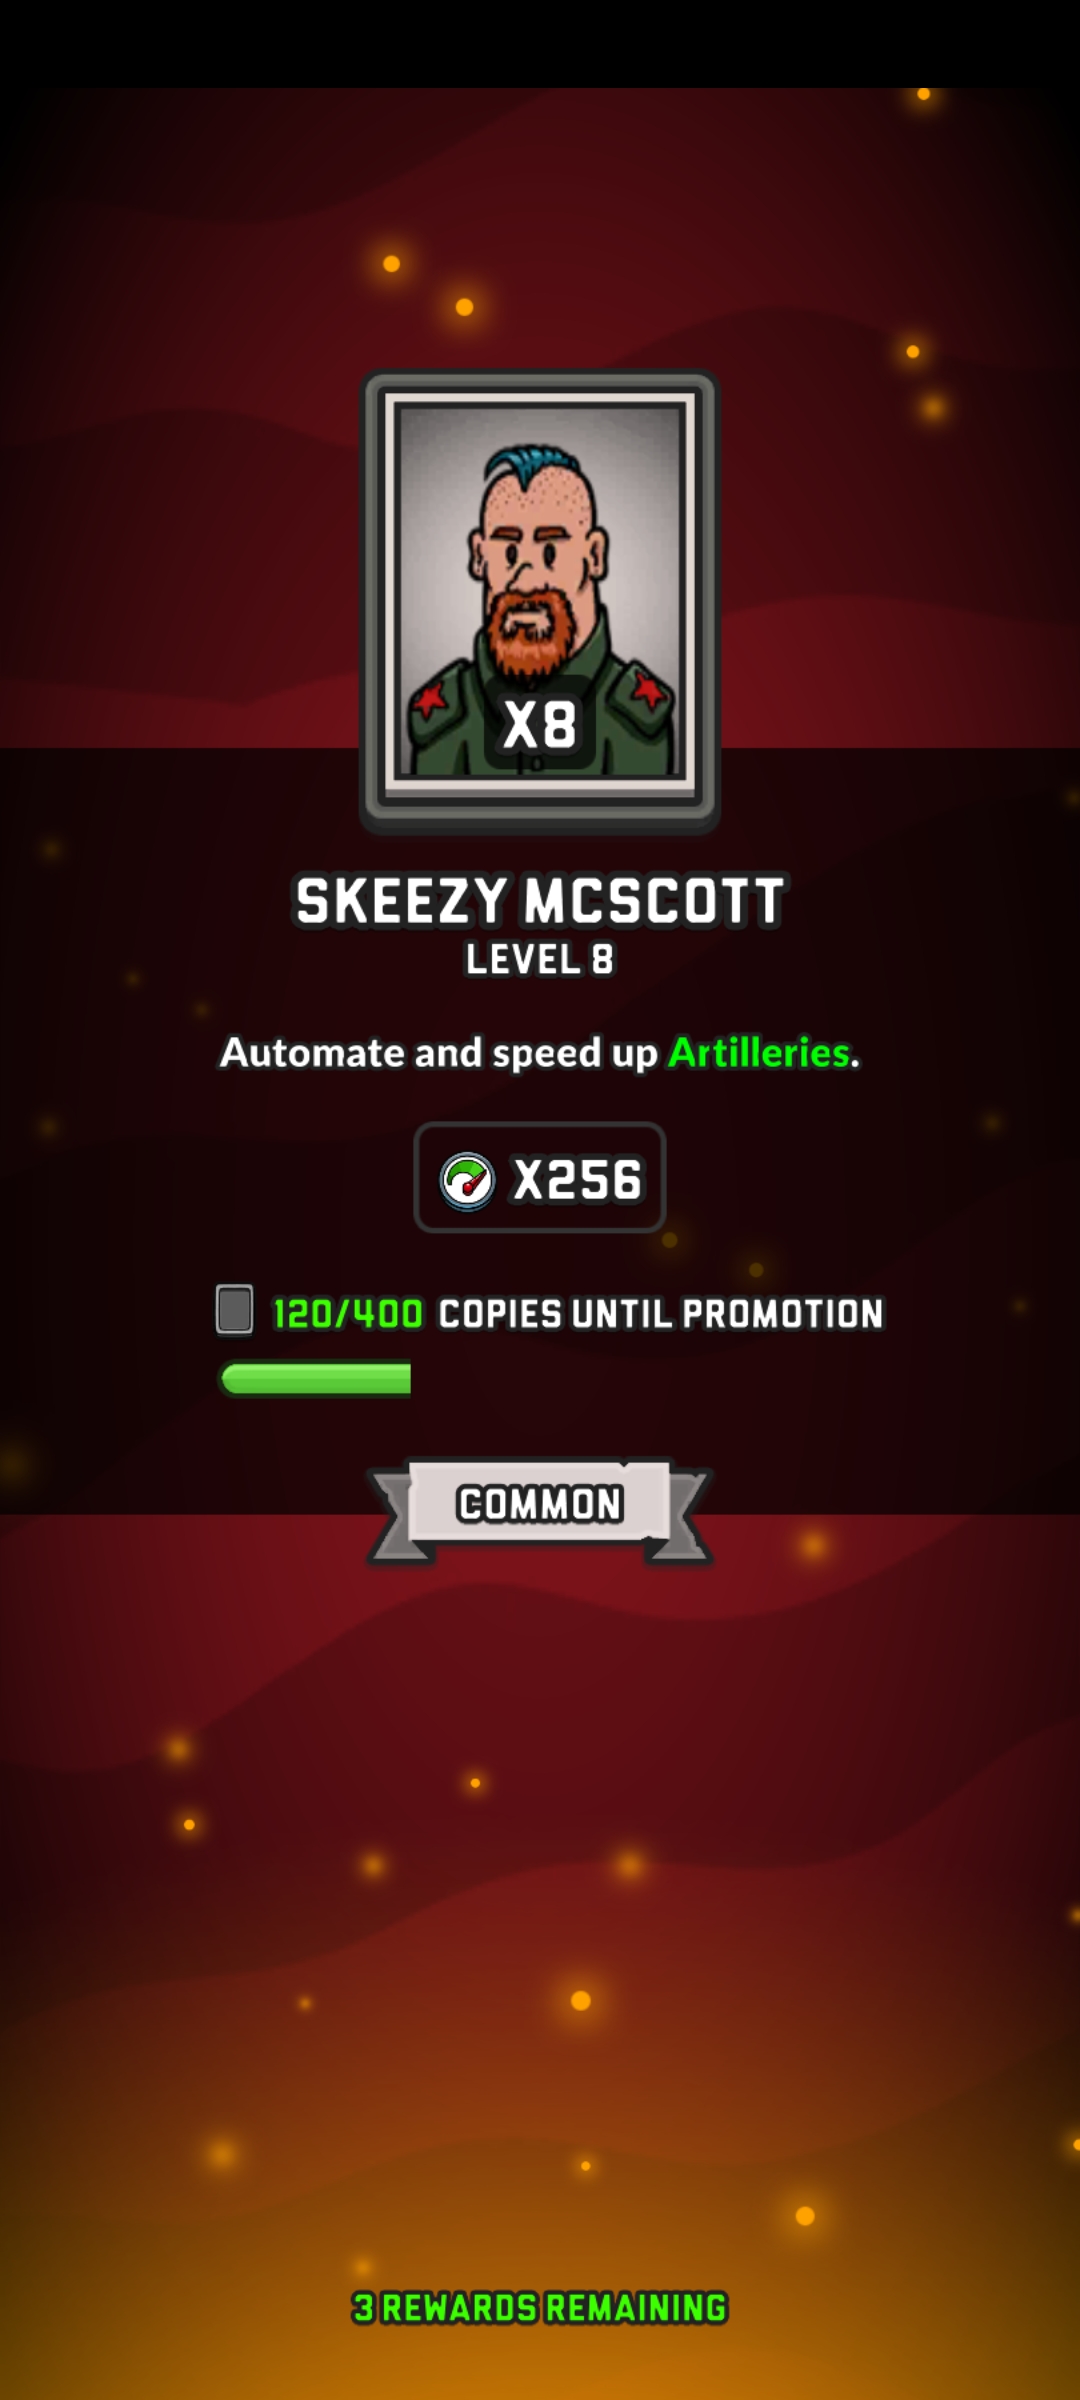 X8
SKEEZY MCSCOTT
LEVEL 8
Automate and speed up Artilleries.
X256
120/400 COPIES UNTIL PROMOTION
COMMON
3 REWARDS REMAINING